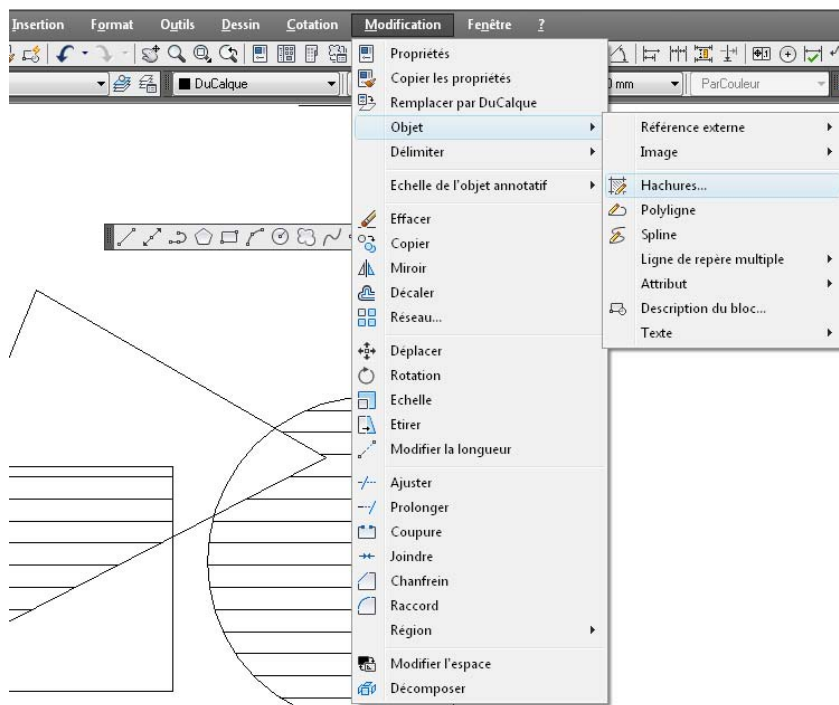 Insertion Format Outils Dessin Cotation Modification Fenêtre ?
DuCalque
mm
ParCouleur
Propriétés
Copier les propriétés
Remplacer par DuCalque
Objet
Délimiter
Echelle de l'objet annotatif
Effacer
Copier
Miroir
Décaler
Réseau...
Déplacer
Rotation
Echelle
Etirer
Modifier la longueur
Ajuster
Prolonger
Coupure
Joindre
Chanfrein
Raccord
Région
Modifier l'espace
Décomposer
Référence externe
Image
Hachures...
Polyligne
Spline
Ligne de repère multiple
Attribut
Description du bloc...
Texte